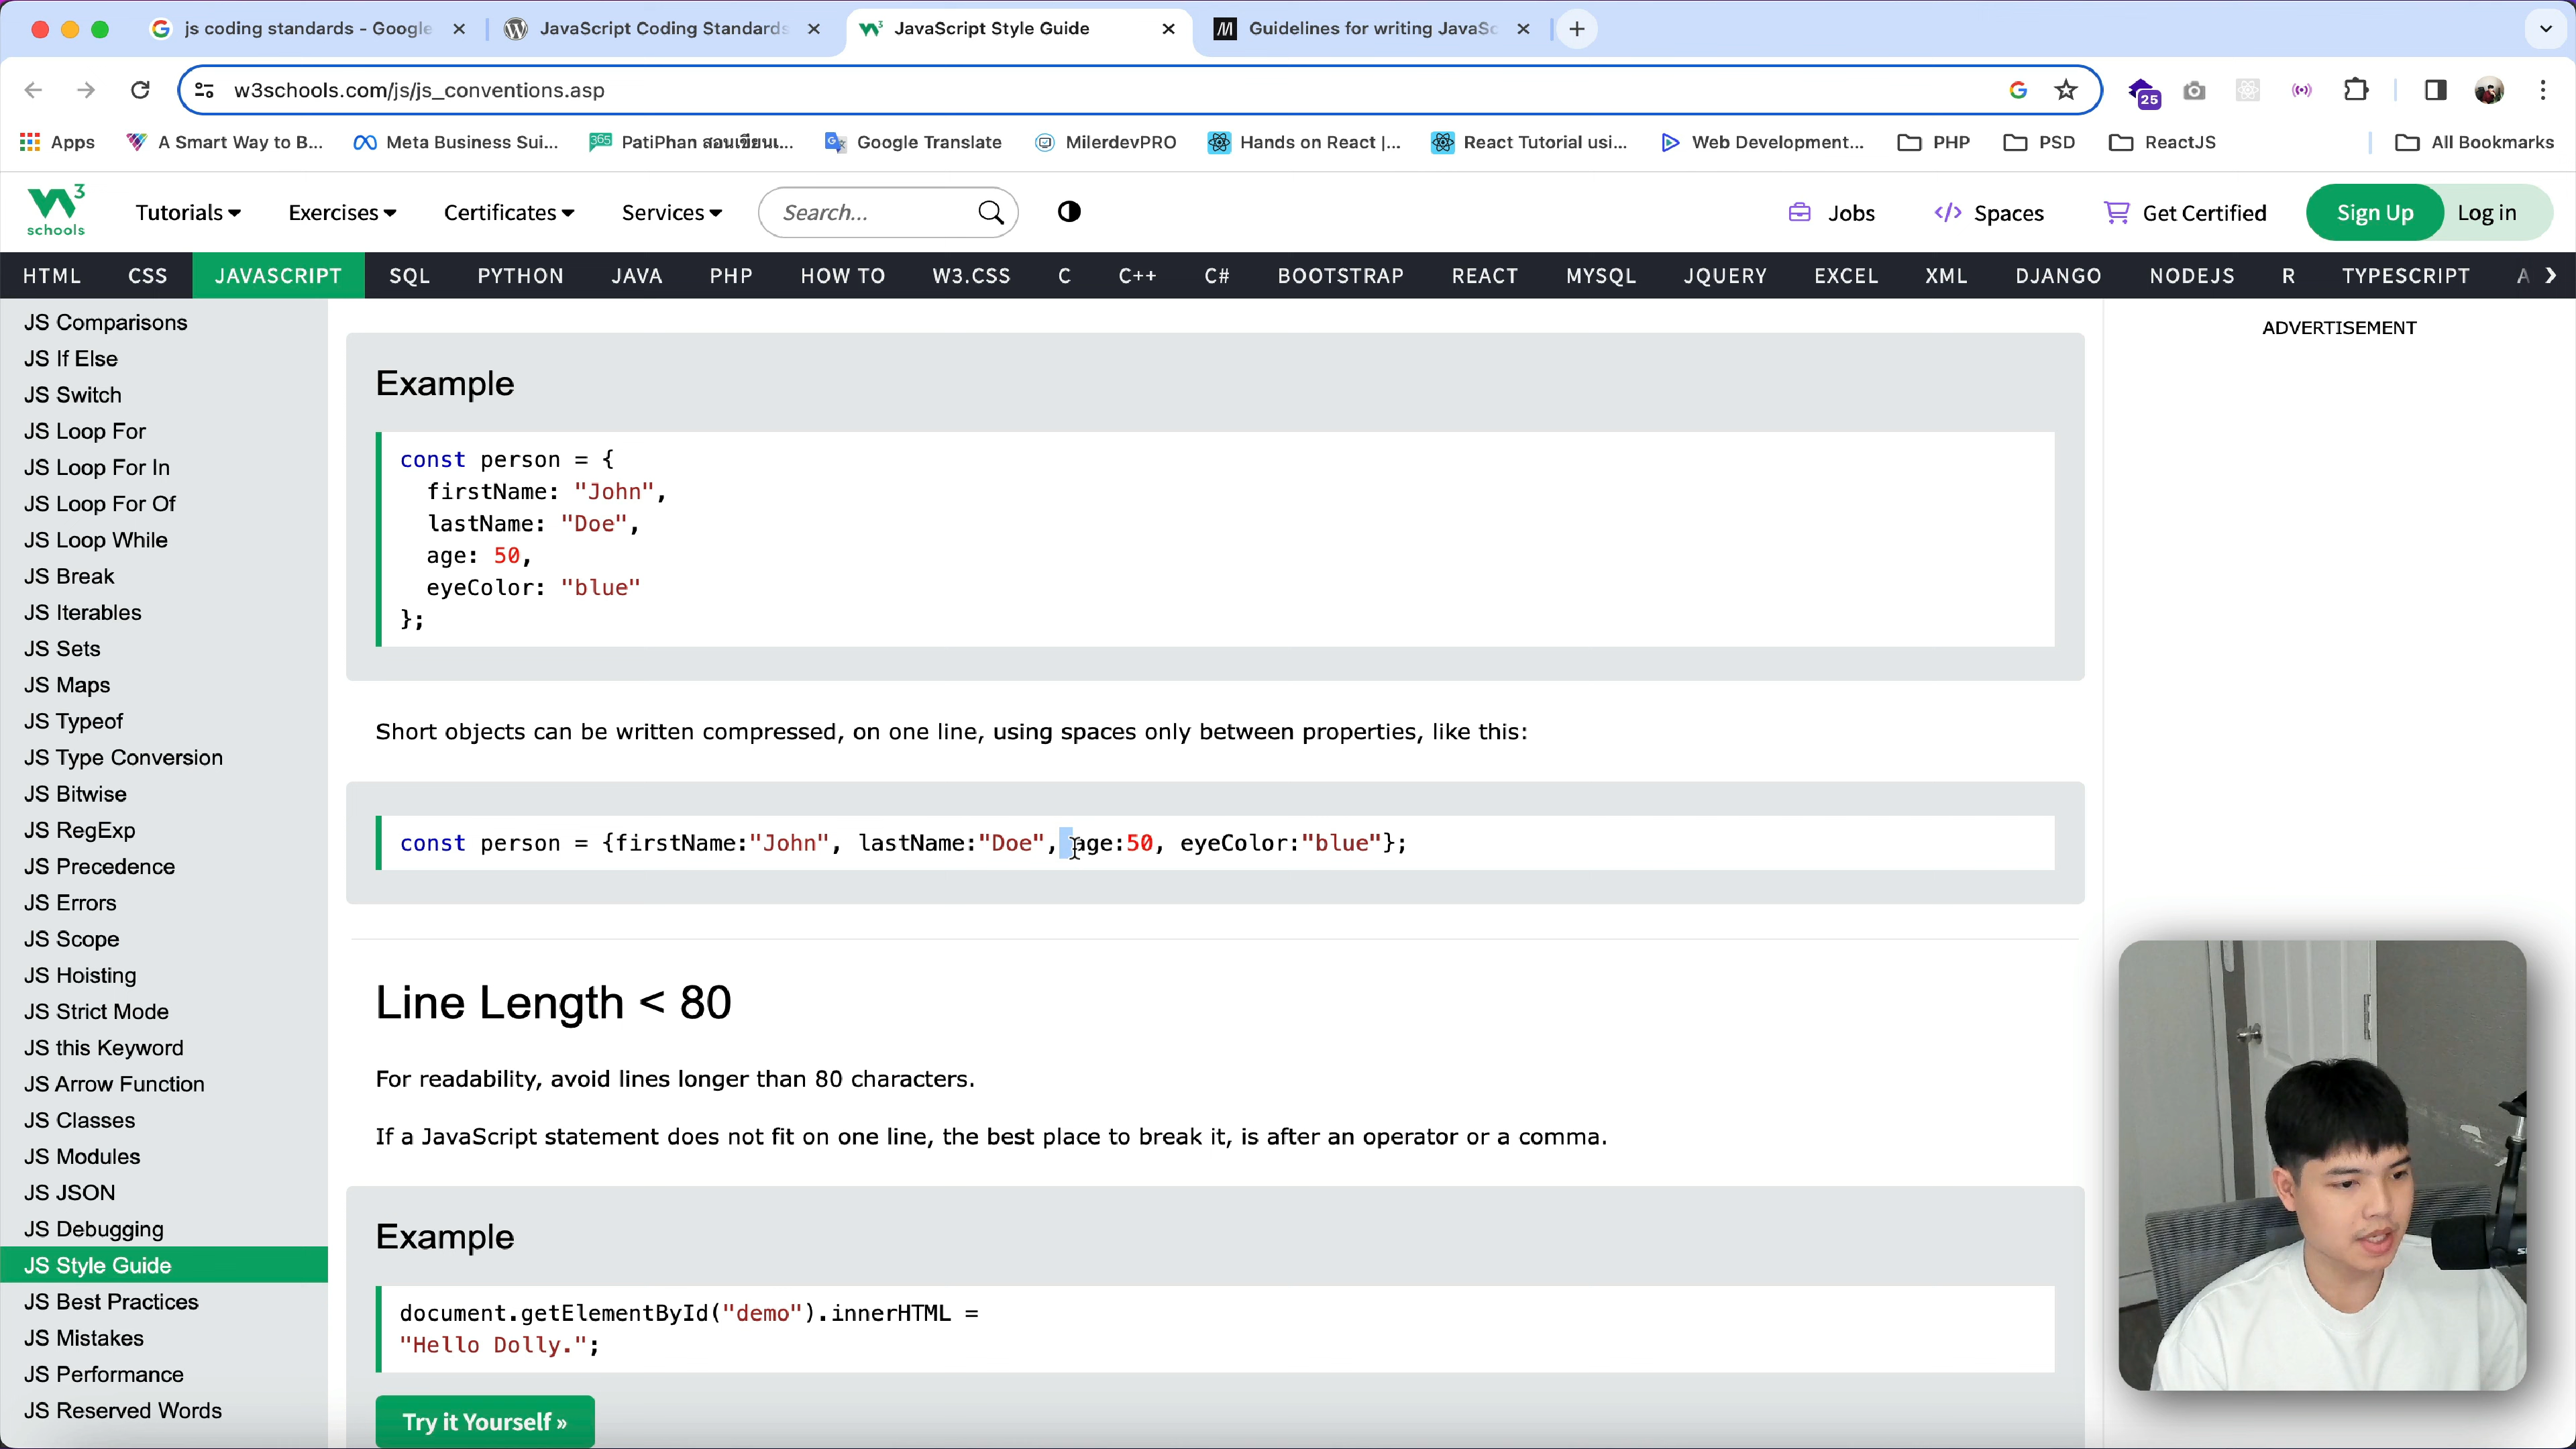 js coding standards - Google
JavaScript Coding Standards
JavaScript Style Guide
Guidelines for writing JavaSc
w3schools.com/js/js_conventions.asp
25
Apps
A Smart Way to B...
Meta Business Sui...
365
PatiPhan สอนเขียนเ...
Google Translate
MilerdevPRO
Hands on React |...
React Tutorial usi...
Web Development...
PHP
PSD
ReactJS
All Bookmarks
W3
schools
Tutorials
Exercises
Certificates
Services
Search...
Jobs
Spaces
Get Certified
Sign Up
Log in
HTML
CSS
JAVASCRIPT
SQL
PYTHON
JAVA
PHP
HOW TO
W3.CSS
C
C++
C#
BOOTSTRAP
REACT
MYSQL
JQUERY
EXCEL
XML
DJANGO
NODEJS
R
TYPESCRIPT
A
JS Comparisons
JS If Else
JS Switch
JS Loop For
JS Loop For In
JS Loop For Of
JS Loop While
JS Break
JS Iterables
JS Sets
JS Maps
JS Typeof
JS Type Conversion
JS Bitwise
JS RegExp
JS Precedence
JS Errors
JS Scope
JS Hoisting
JS Strict Mode
JS this Keyword
JS Arrow Function
JS Classes
JS Modules
JS JSON
JS Debugging
JS Style Guide
JS Best Practices
JS Mistakes
JS Performance
JS Reserved Words
Example
const person = {
firstName: "John",
lastName: "Doe",
age: 50,
eyeColor: "blue"
};
Short objects can be written compressed, on one line, using spaces only between properties, like this:
const person = {firstName:"John", lastName:"Doe", age:50, eyeColor:"blue"};
Line Length < 80
For readability, avoid lines longer than 80 characters.
If a JavaScript statement does not fit on one line, the best place to break it, is after an operator or a comma.
Example
document.getElementById("demo").innerHTML =
"Hello Dolly.";
Try it Yourself »
ADVERTISEMENT